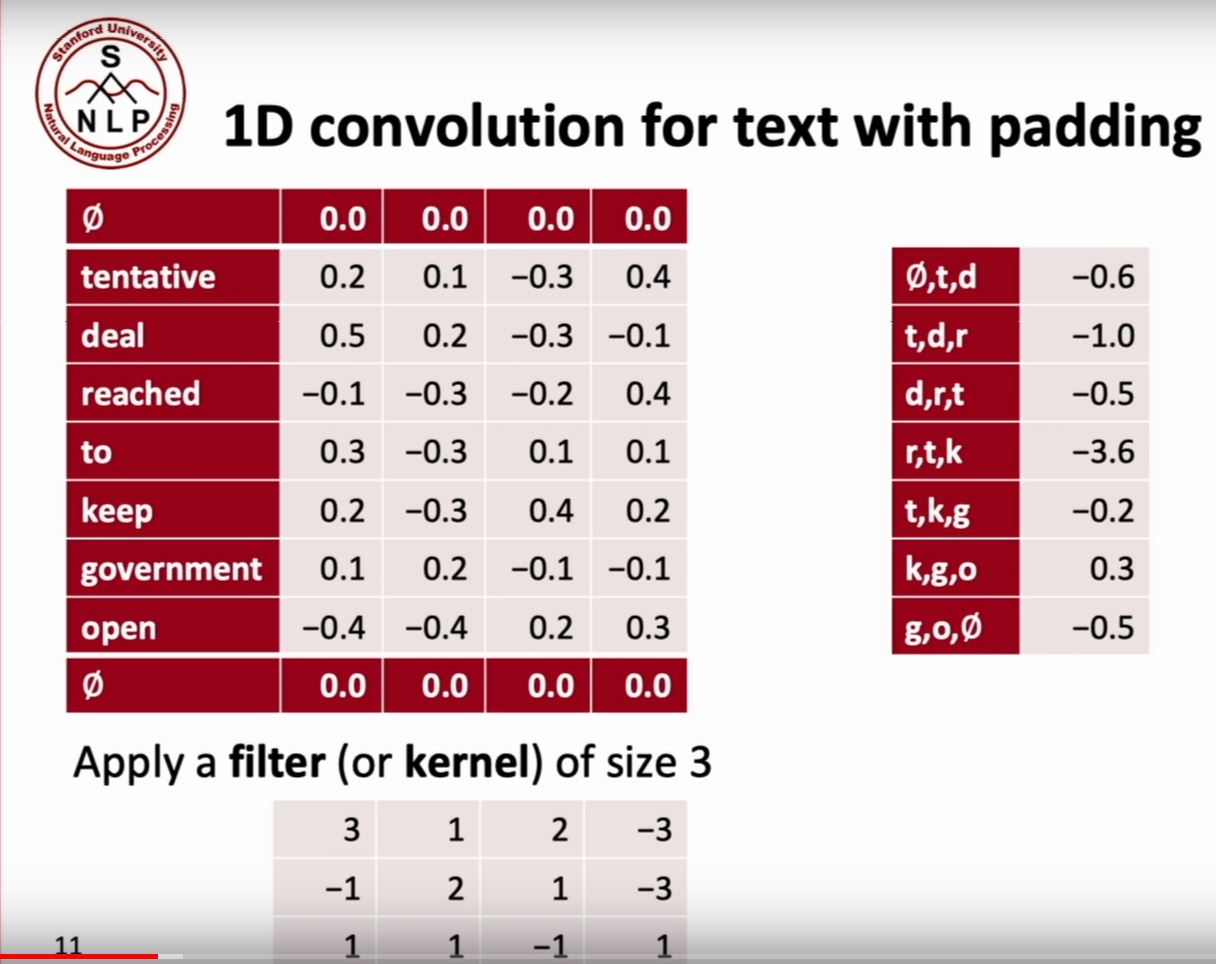 Stanford University
S
NLP
Natural Language Processing
1D convolution for text with padding
Ø 0.0 0.0 0.0 0.0
tentative 0.2 0.1 −0.3 0.4
deal 0.5 0.2 −0.3 −0.1
reached −0.1 −0.3 −0.2 0.4
to 0.3 −0.3 0.1 0.1
keep 0.2 −0.3 0.4 0.2
government 0.1 0.2 −0.1 −0.1
open −0.4 −0.4 0.2 0.3
Ø 0.0 0.0 0.0 0.0
Ø,t,d −0.6
t,d,r −1.0
d,r,t −0.5
r,t,k −3.6
t,k,g −0.2
k,g,o 0.3
g,o,Ø −0.5
Apply a filter (or kernel) of size 3
3 1 2 −3
−1 2 1 −3
1 1 −1 1
11